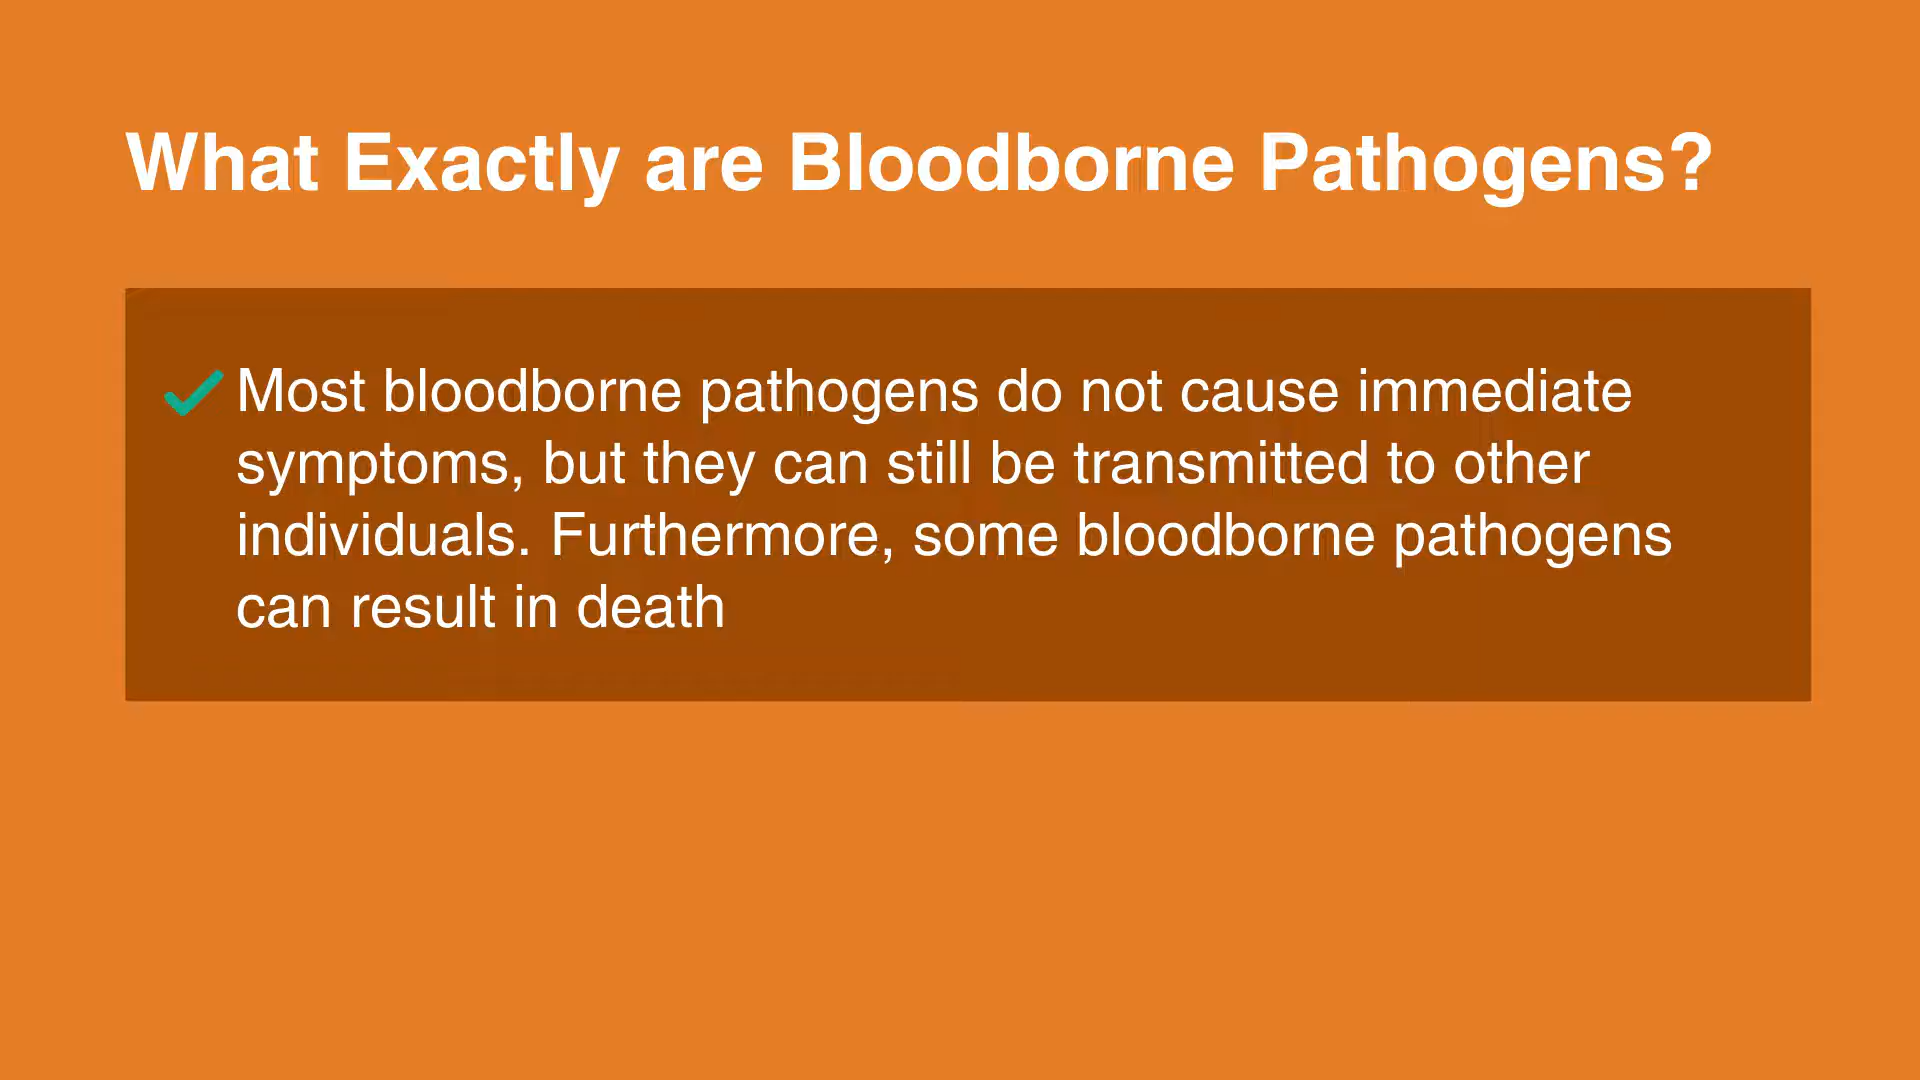 What Exactly are Bloodborne Pathogens?
Most bloodborne pathogens do not cause immediate
symptoms, but they can still be transmitted to other
individuals. Furthermore, some bloodborne pathogens
can result in death